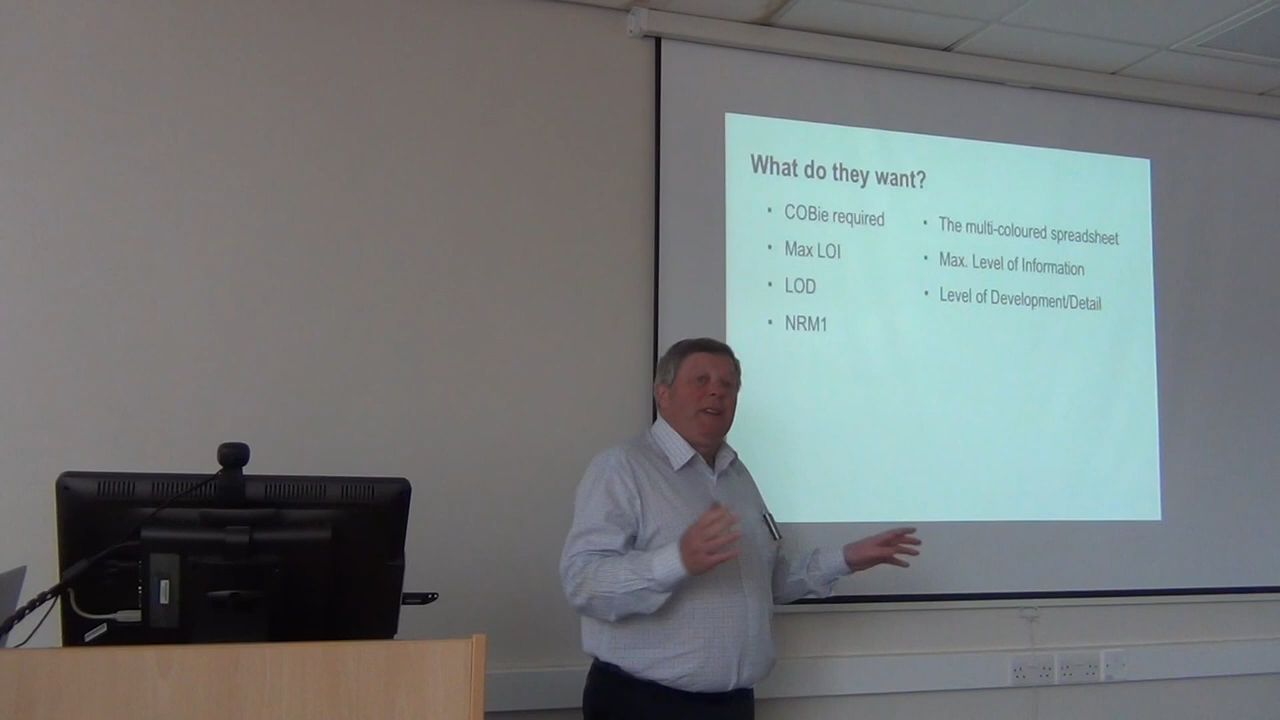 What do they want?
• COBie required
• Max LOI
• LOD
• NRM1
• The multi-coloured spreadsheet
• Max. Level of Information
• Level of Development/Detail